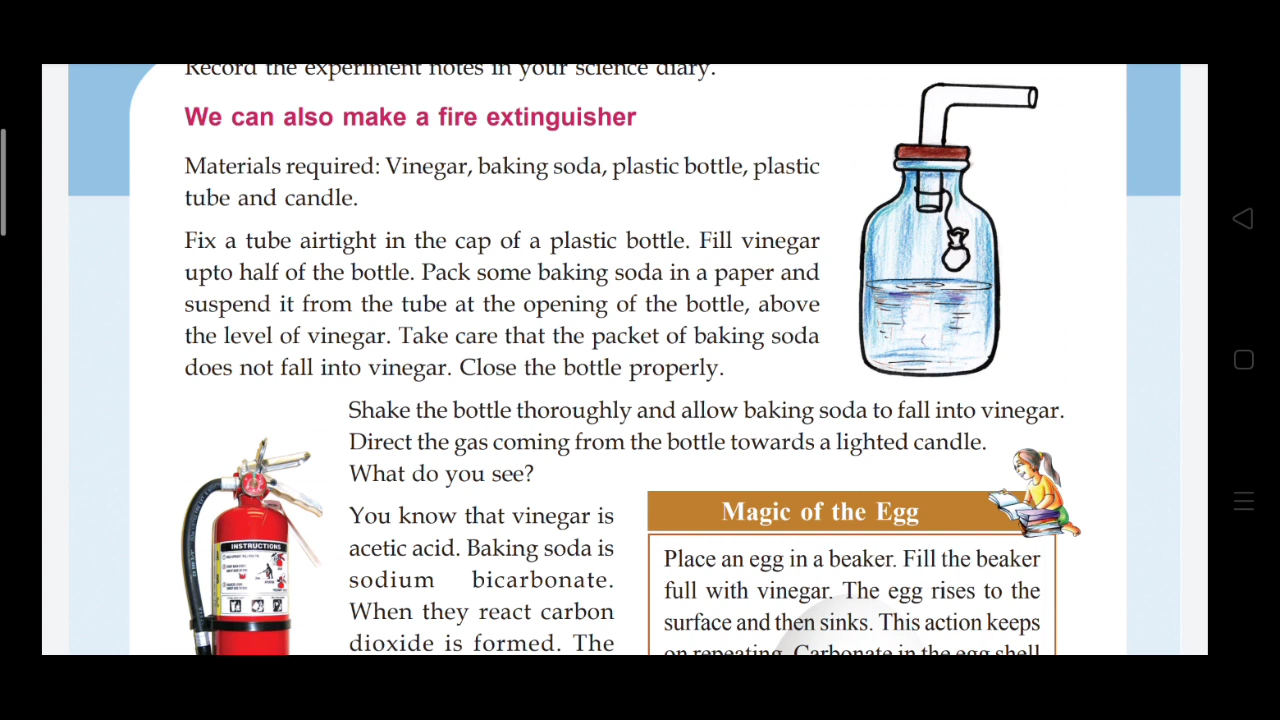 Record the experiment notes in your science diary.
We can also make a fire extinguisher
Materials required: Vinegar, baking soda, plastic bottle, plastic
tube and candle.
Fix a tube airtight in the cap of a plastic bottle. Fill vinegar
upto half of the bottle. Pack some baking soda in a paper and
suspend it from the tube at the opening of the bottle, above
the level of vinegar. Take care that the packet of baking soda
does not fall into vinegar. Close the bottle properly.
Shake the bottle thoroughly and allow baking soda to fall into vinegar.
Direct the gas coming from the bottle towards a lighted candle.
What do you see?
You know that vinegar is
acetic acid. Baking soda is
sodium bicarbonate.
When they react carbon
dioxide is formed. The
INSTRUCTIONS
Magic of the Egg
Place an egg in a beaker. Fill the beaker
full with vinegar. The egg rises to the
surface and then sinks. This action keeps
on repeating. Carbonate in the egg shell